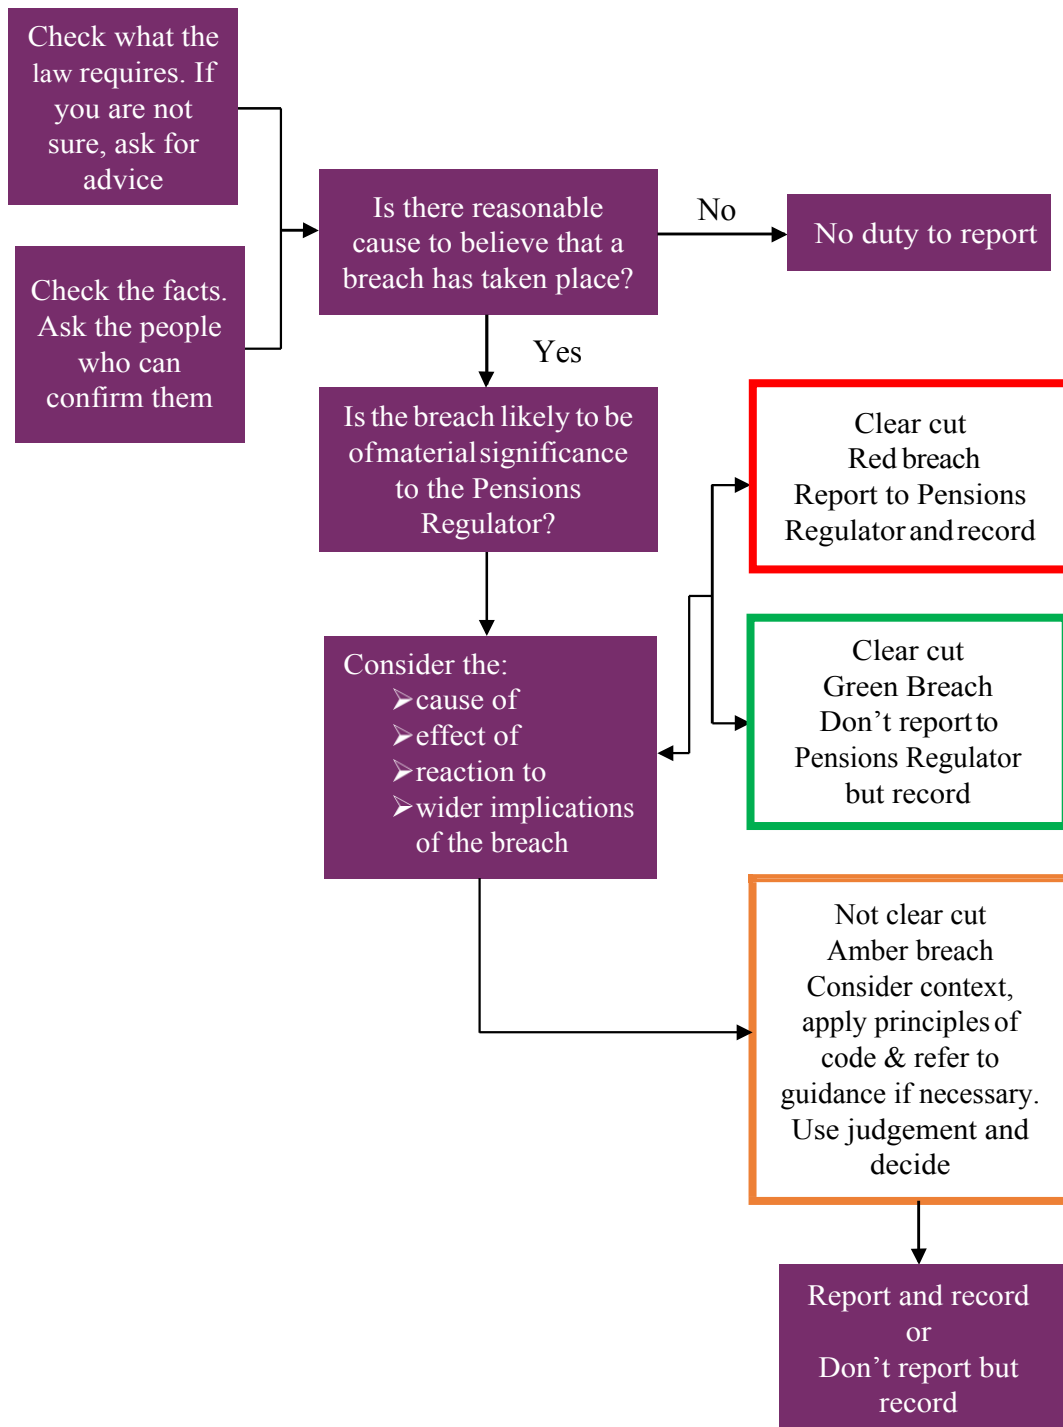 Check what the
law requires. If
you are not
sure, ask for
advice
Check the facts.
Ask the people
who can
confirm them
Is there reasonable
cause to believe that a
breach has taken place?
No
No duty to report
Yes
Is the breach likely to be
of material significance
to the Pensions
Regulator?
Clear cut
Red breach
Report to Pensions
Regulator and record
Clear cut
Green Breach
Don’t report to
Pensions Regulator
but record
Consider the:
➢cause of
➢effect of
➢reaction to
➢wider implications
of the breach
Not clear cut
Amber breach
Consider context,
apply principles of
code & refer to
guidance if necessary.
Use judgement and
decide
Report and record
or
Don’t report but
record